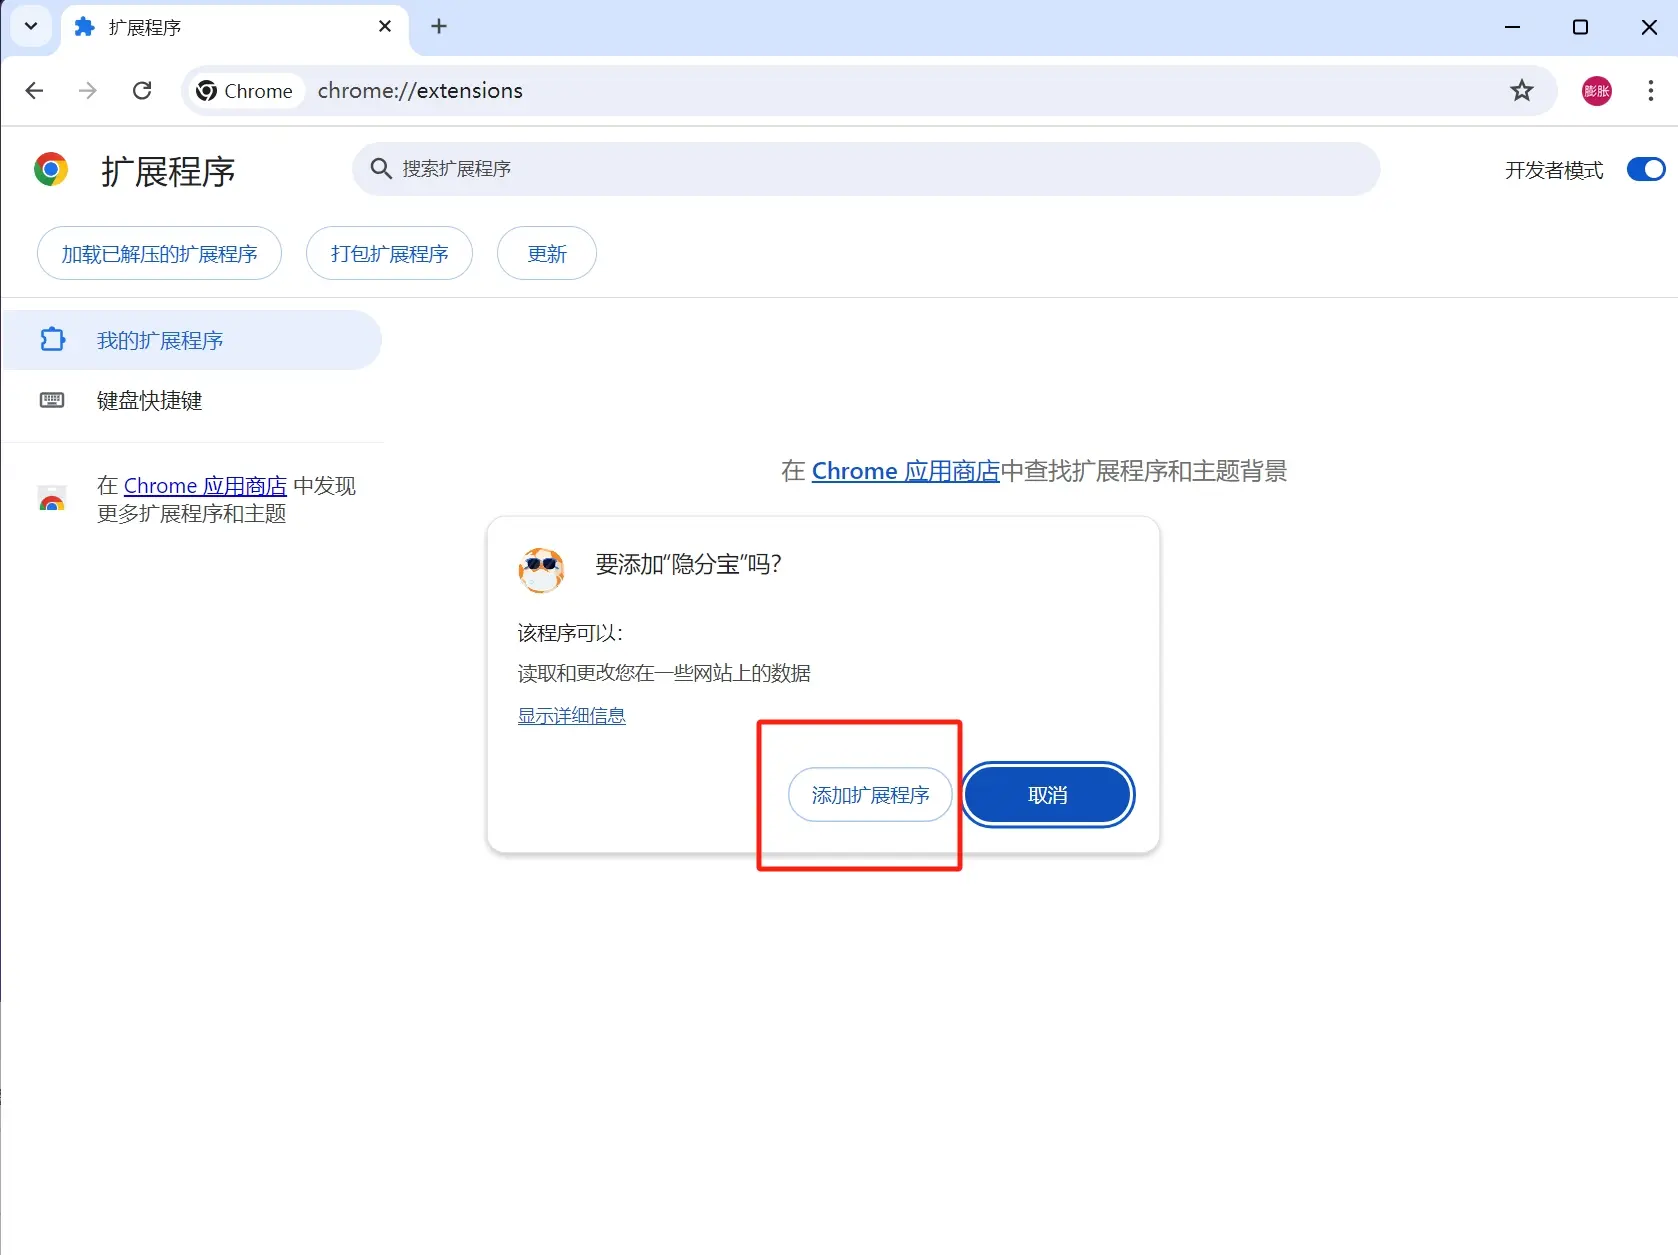 扩展程序
Chrome
chrome://extensions
膨胀
扩展程序
搜索扩展程序
开发者模式
加载已解压的扩展程序
打包扩展程序
更新
我的扩展程序
键盘快捷键
在 Chrome 应用商店 中发现
更多扩展程序和主题
在 Chrome 应用商店中查找扩展程序和主题背景
要添加“隐分宝”吗？
该程序可以：
读取和更改您在一些网站上的数据
显示详细信息
添加扩展程序
取消